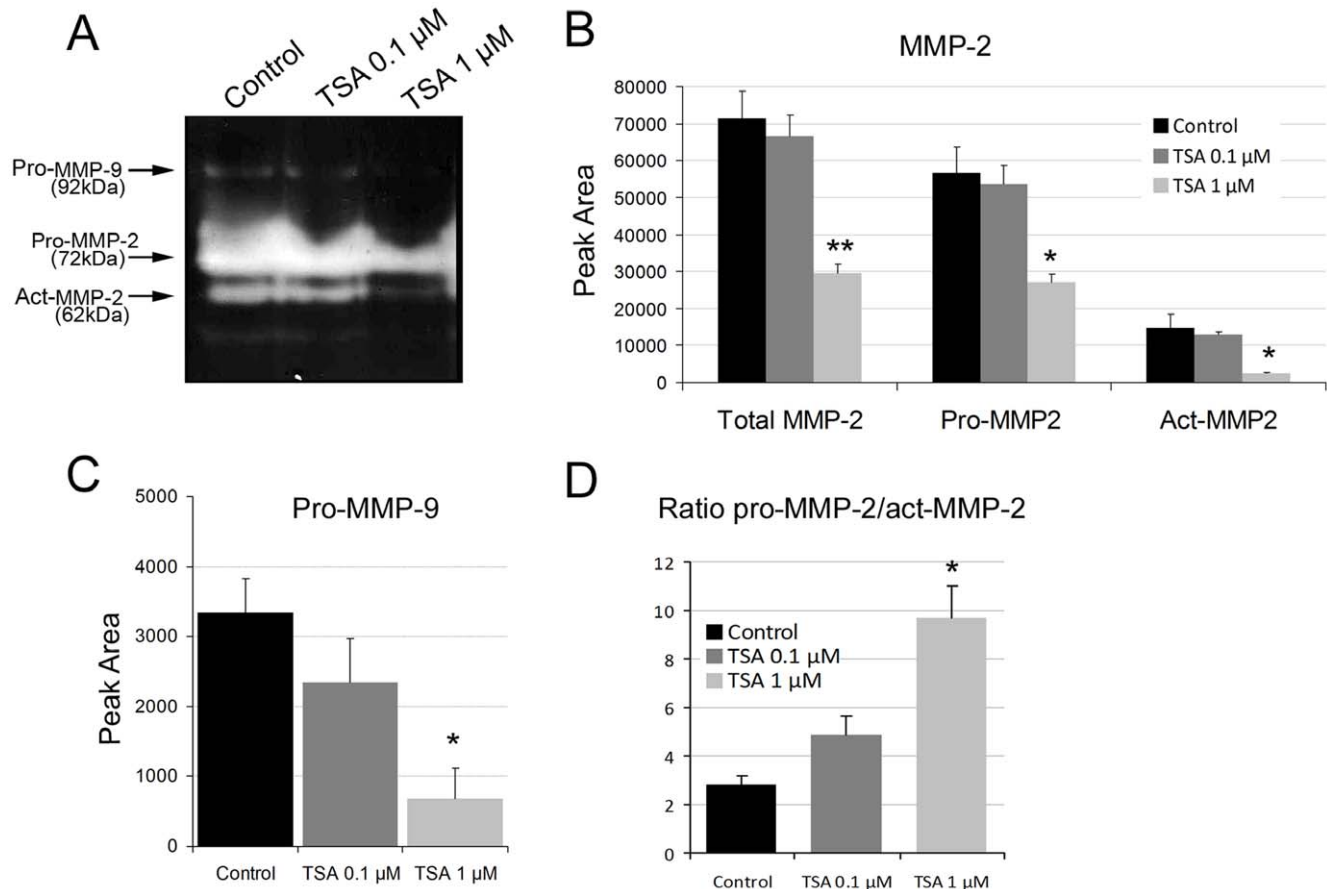 A
Control
TSA 0.1 µM
TSA 1 µM
Pro-MMP-9
(92kDa)
Pro-MMP-2
(72kDa)
Act-MMP-2
(62kDa)
B
MMP-2
Peak Area
80000
70000
60000
50000
40000
30000
20000
10000
0
Control
TSA 0.1 µM
TSA 1 µM
**
*
*
Total MMP-2
Pro-MMP2
Act-MMP2
C
Pro-MMP-9
Peak Area
5000
4000
3000
2000
1000
0
*
Control
TSA 0.1 µM
TSA 1 µM
D
Ratio pro-MMP-2/act-MMP-2
12
10
8
6
4
2
0
Control
TSA 0.1 µM
TSA 1 µM
*
Control
TSA 0.1 µM
TSA 1 µM